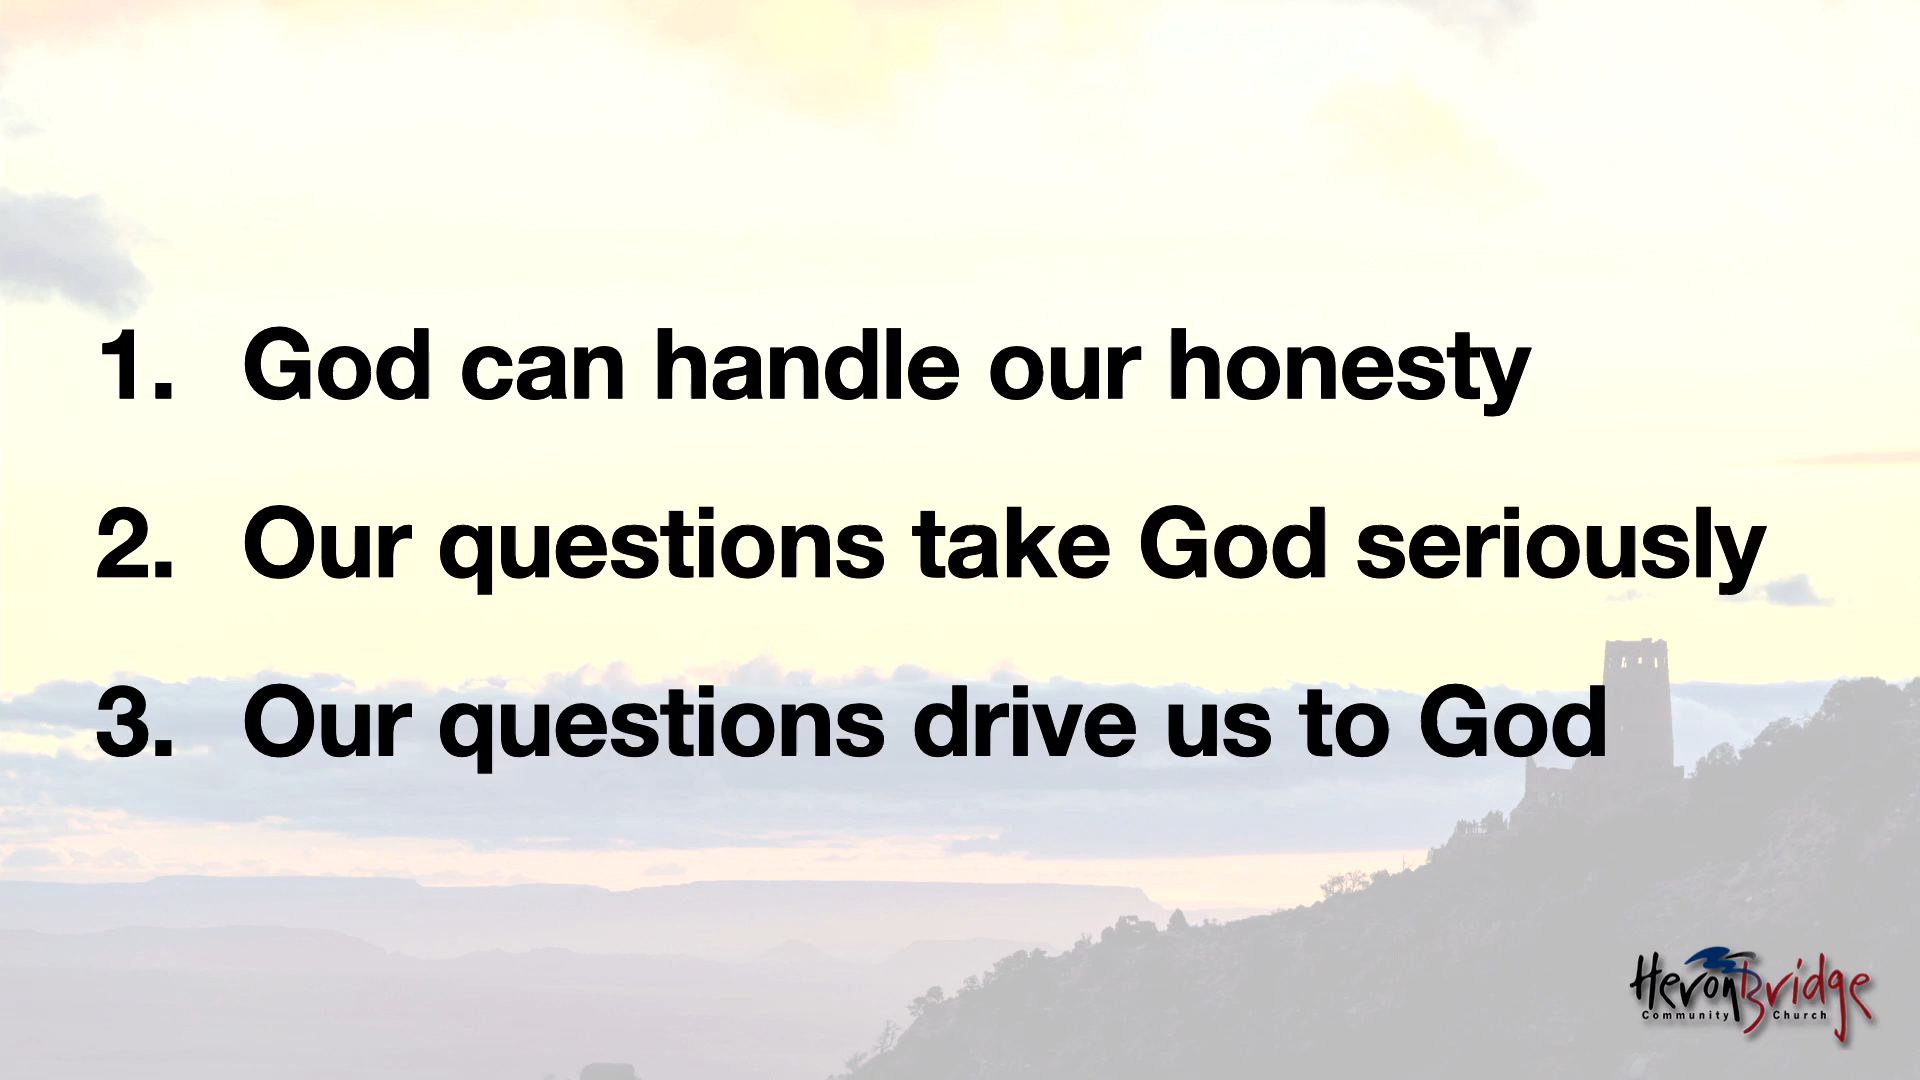 1. God can handle our honesty
2. Our questions take God seriously
3. Our questions drive us to God
HeronBridge
Community Church